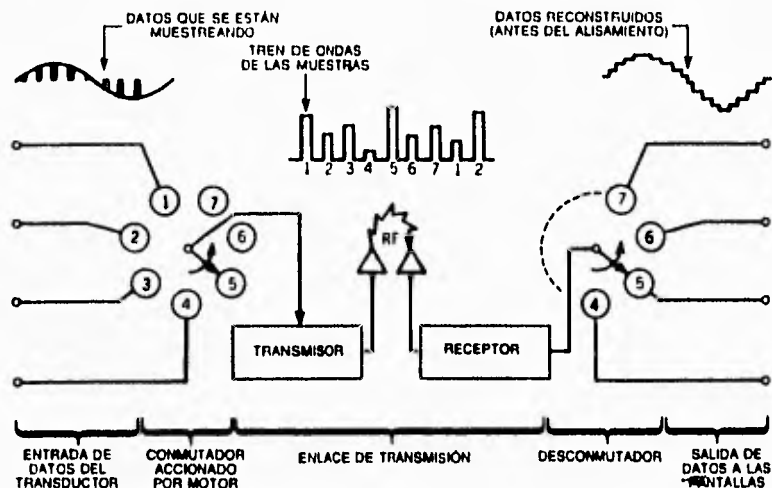 DATOS QUE SE ESTÁN
MUESTREANDO
TREN DE ONDAS
DE LAS MUESTRAS
DATOS RECONSTRUIDOS
(ANTES DEL ALISAMIENTO)
1 2 3 4 5 6 7 1 2
1
7
2
6
3
5
4
RF
7
6
5
4
TRANSMISOR
RECEPTOR
ENTRADA DE
DATOS DEL
TRANSDUCTOR
CONMUTADOR
ACCIONADO
POR MOTOR
ENLACE DE TRANSMISIÓN
DESCONMUTADOR
SALIDA DE
DATOS A LAS
PANTALLAS